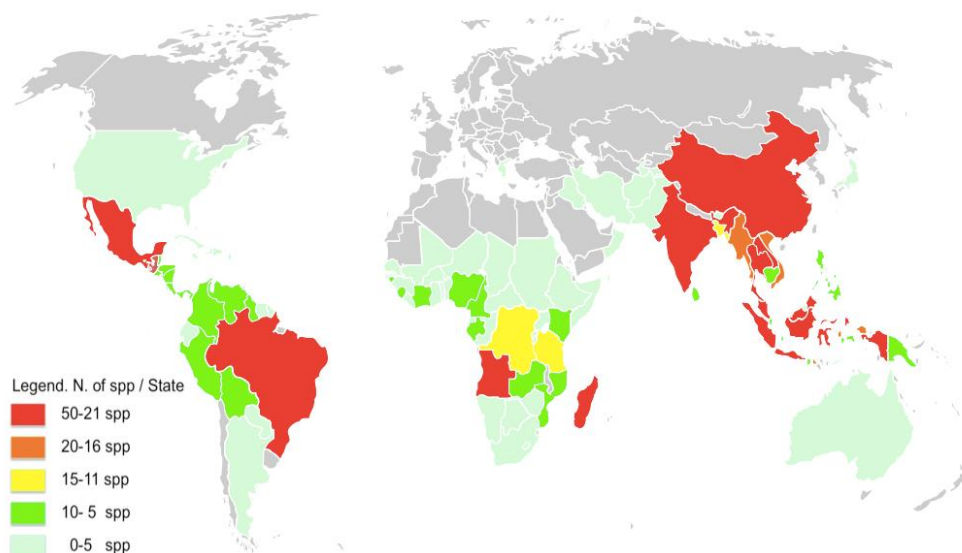 Legend. N. of spp / State
50-21 spp
20-16 spp
15-11 spp
10- 5 spp
0-5 spp